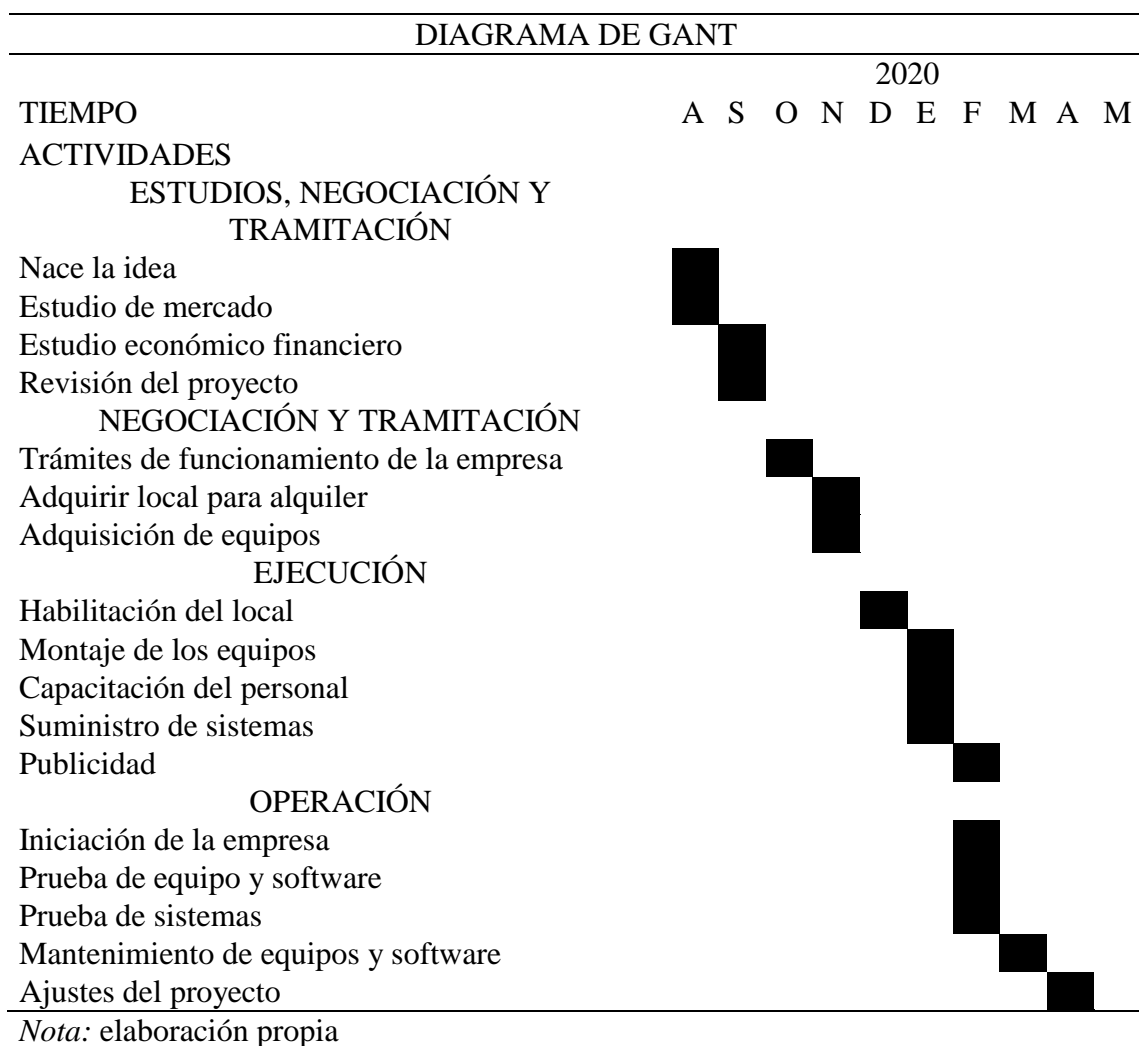 DIAGRAMA DE GANT
2020
TIEMPO A S O N D E F M A M
ACTIVIDADES
ESTUDIOS, NEGOCIACIÓN Y
TRAMITACIÓN
Nace la idea
Estudio de mercado
Estudio económico financiero
Revisión del proyecto
NEGOCIACIÓN Y TRAMITACIÓN
Trámites de funcionamiento de la empresa
Adquirir local para alquiler
Adquisición de equipos
EJECUCIÓN
Habilitación del local
Montaje de los equipos
Capacitación del personal
Suministro de sistemas
Publicidad
OPERACIÓN
Iniciación de la empresa
Prueba de equipo y software
Prueba de sistemas
Mantenimiento de equipos y software
Ajustes del proyecto
Nota: elaboración propia